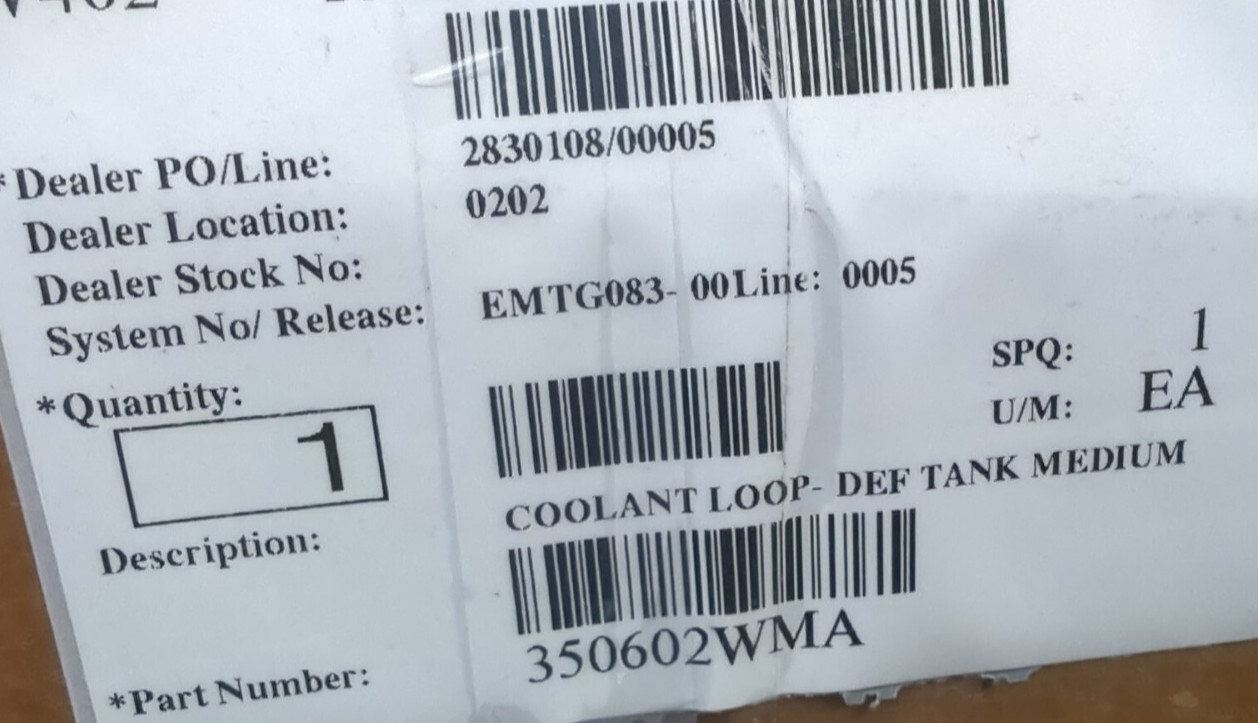 *Dealer PO/Line: 2830108/00005
Dealer Location: 0202
Dealer Stock No:
System No/ Release: EMTG083- 00Line: 0005
*Quantity: SPQ: 1
1 U/M: EA
Description: COOLANT LOOP- DEF TANK MEDIUM
*Part Number: 350602WMA